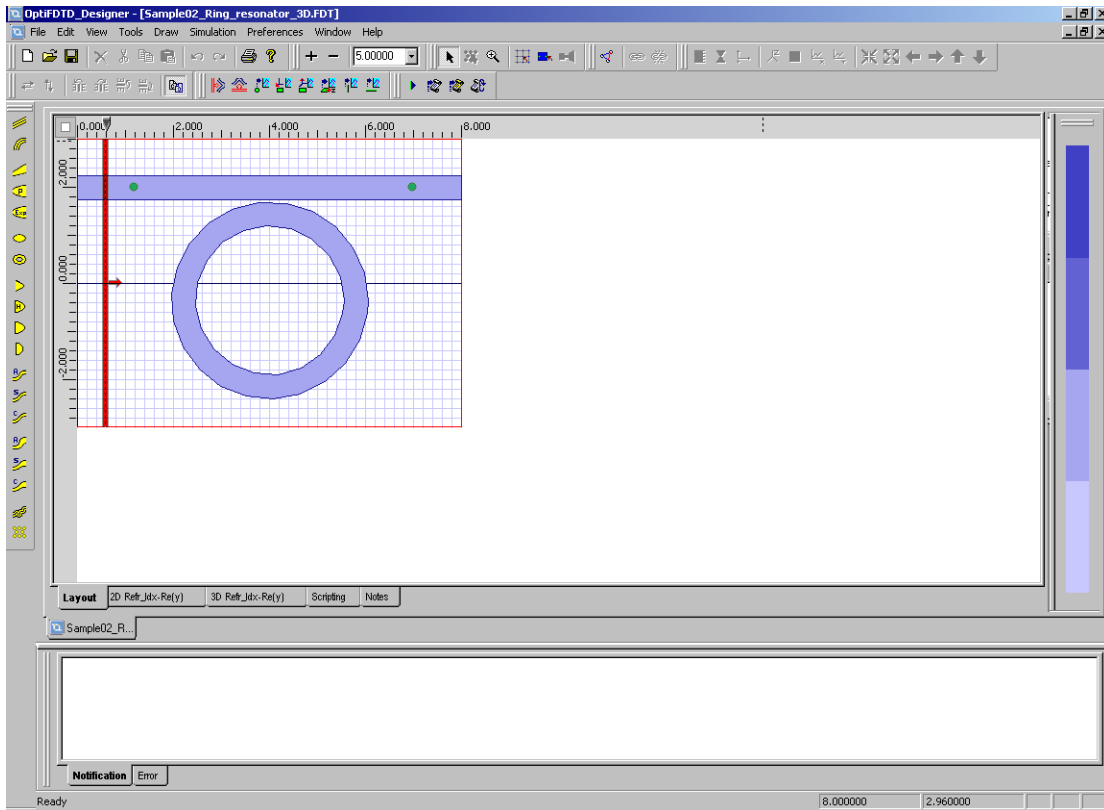 OptiFDTD_Designer - [Sample02_Ring_resonator_3D.FDT]
File Edit View Tools Draw Simulation Preferences Window Help
5.00000
0.000 2.000 4.000 6.000 8.000
2.000
0.000
-2.000
Layout 2D Refr_Idx-Re(y) 3D Refr_Idx-Re(y) Scripting Notes
Sample02_R...
Notification Error
Ready 8.000000 2.960000